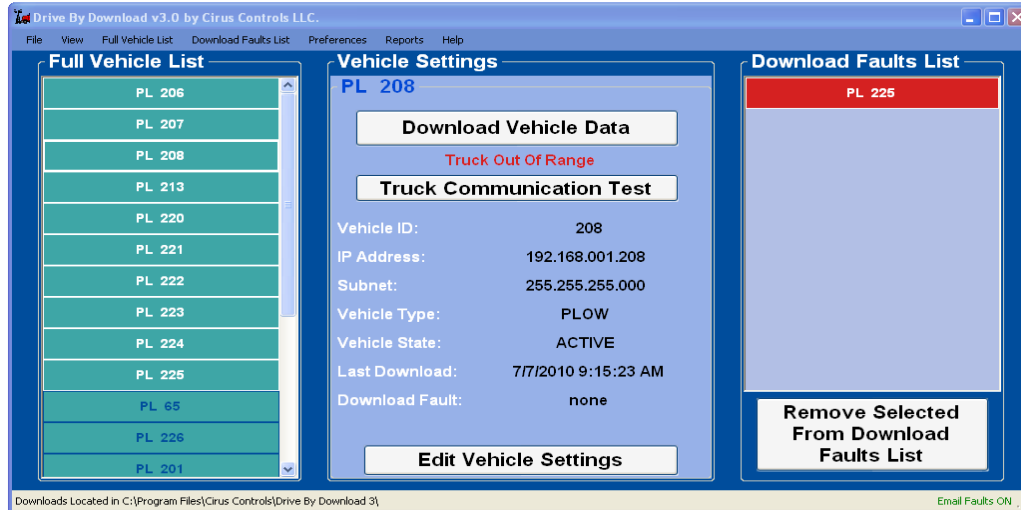 Drive By Download v3.0 by Cirus Controls LLC.
File View Full Vehicle List Download Faults List Preferences Reports Help
Full Vehicle List
PL 206
PL 207
PL 208
PL 213
PL 220
PL 221
PL 222
PL 223
PL 224
PL 225
PL 65
PL 226
PL 201
Vehicle Settings
PL 208
Download Vehicle Data
Truck Out Of Range
Truck Communication Test
Vehicle ID: 208
IP Address: 192.168.001.208
Subnet: 255.255.255.000
Vehicle Type: PLOW
Vehicle State: ACTIVE
Last Download: 7/7/2010 9:15:23 AM
Download Fault: none
Edit Vehicle Settings
Download Faults List
PL 225
Remove Selected
From Download
Faults List
Downloads Located in C:\Program Files\Cirus Controls\Drive By Download 3\
Email Faults ON